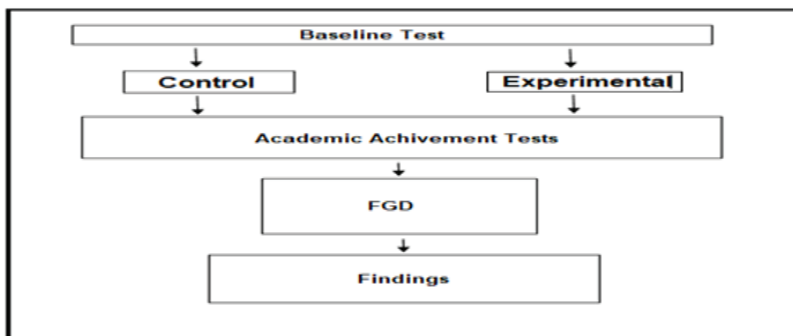 Baseline Test
Control
Experimental
Academic Achivement Tests
FGD
Findings